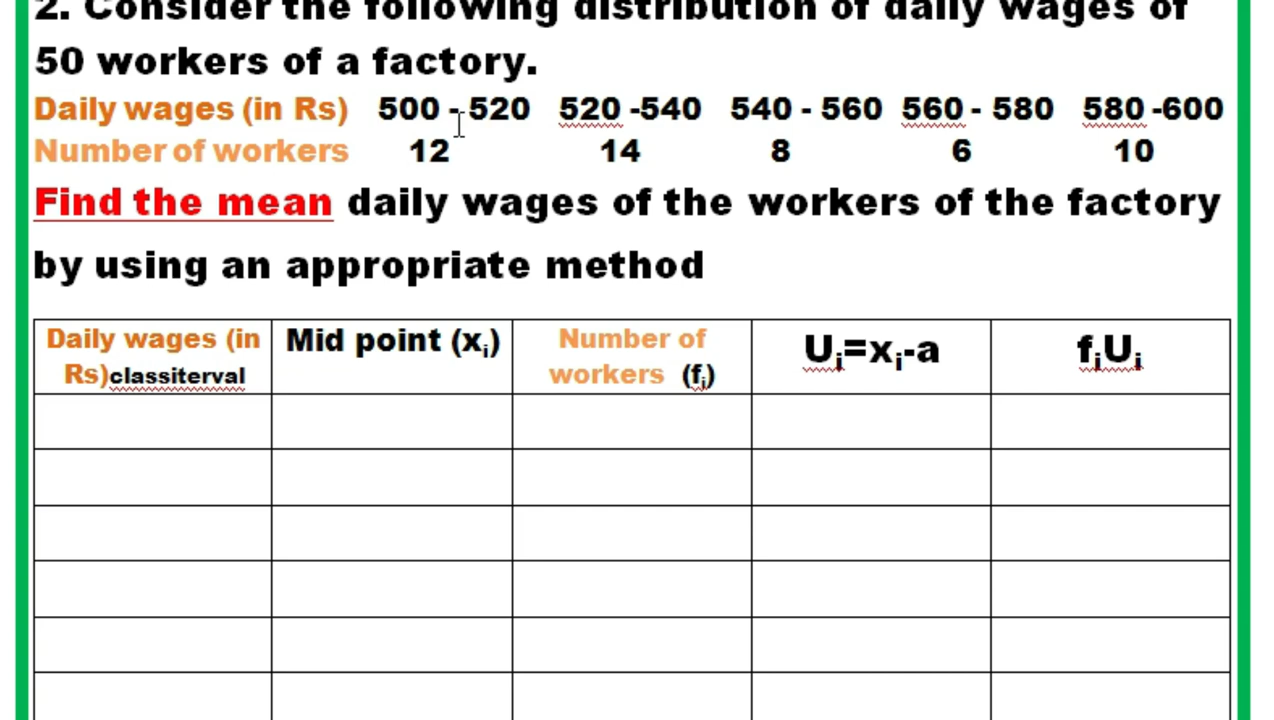 2. Consider the following distribution of daily wages of
50 workers of a factory.
Daily wages (in Rs) 500 - 520 520 -540 540 - 560 560 - 580 580 -600
Number of workers 12 14 8 6 10
Find the mean daily wages of the workers of the factory
by using an appropriate method
Daily wages (in Rs)classiterval Mid point (xi) Number of workers (fi) Ui=xi-a fiUi